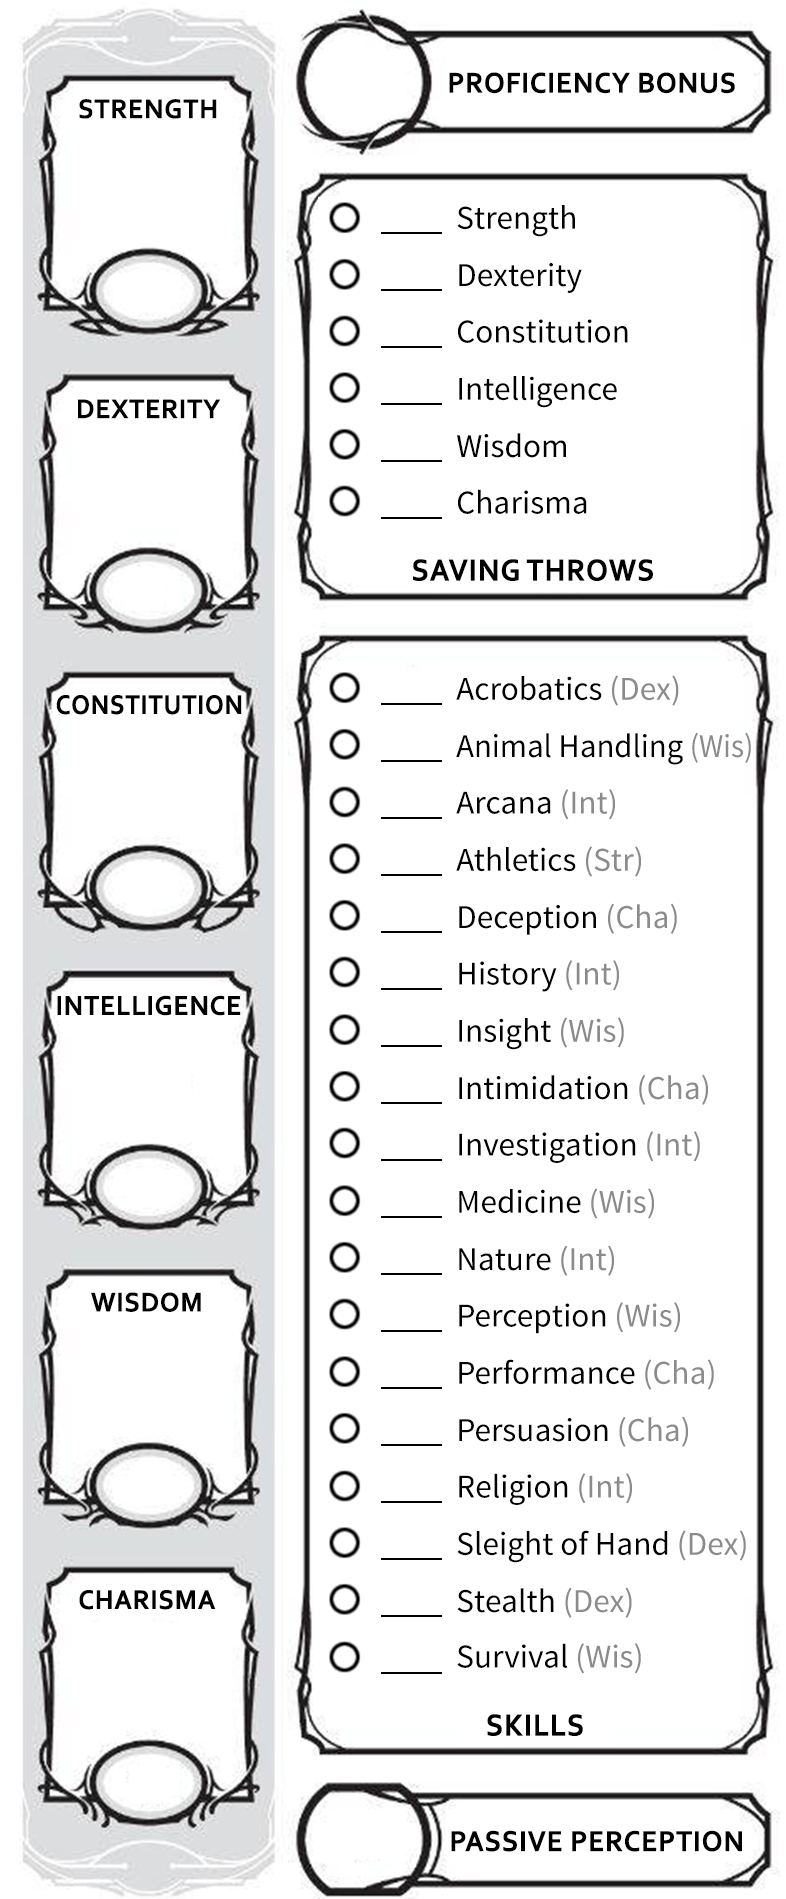 STRENGTH
DEXTERITY
CONSTITUTION
INTELLIGENCE
WISDOM
CHARISMA
PROFICIENCY BONUS
____ Strength
____ Dexterity
____ Constitution
____ Intelligence
____ Wisdom
____ Charisma
SAVING THROWS
____ Acrobatics (Dex)
____ Animal Handling (Wis)
____ Arcana (Int)
____ Athletics (Str)
____ Deception (Cha)
____ History (Int)
____ Insight (Wis)
____ Intimidation (Cha)
____ Investigation (Int)
____ Medicine (Wis)
____ Nature (Int)
____ Perception (Wis)
____ Performance (Cha)
____ Persuasion (Cha)
____ Religion (Int)
____ Sleight of Hand (Dex)
____ Stealth (Dex)
____ Survival (Wis)
SKILLS
PASSIVE PERCEPTION